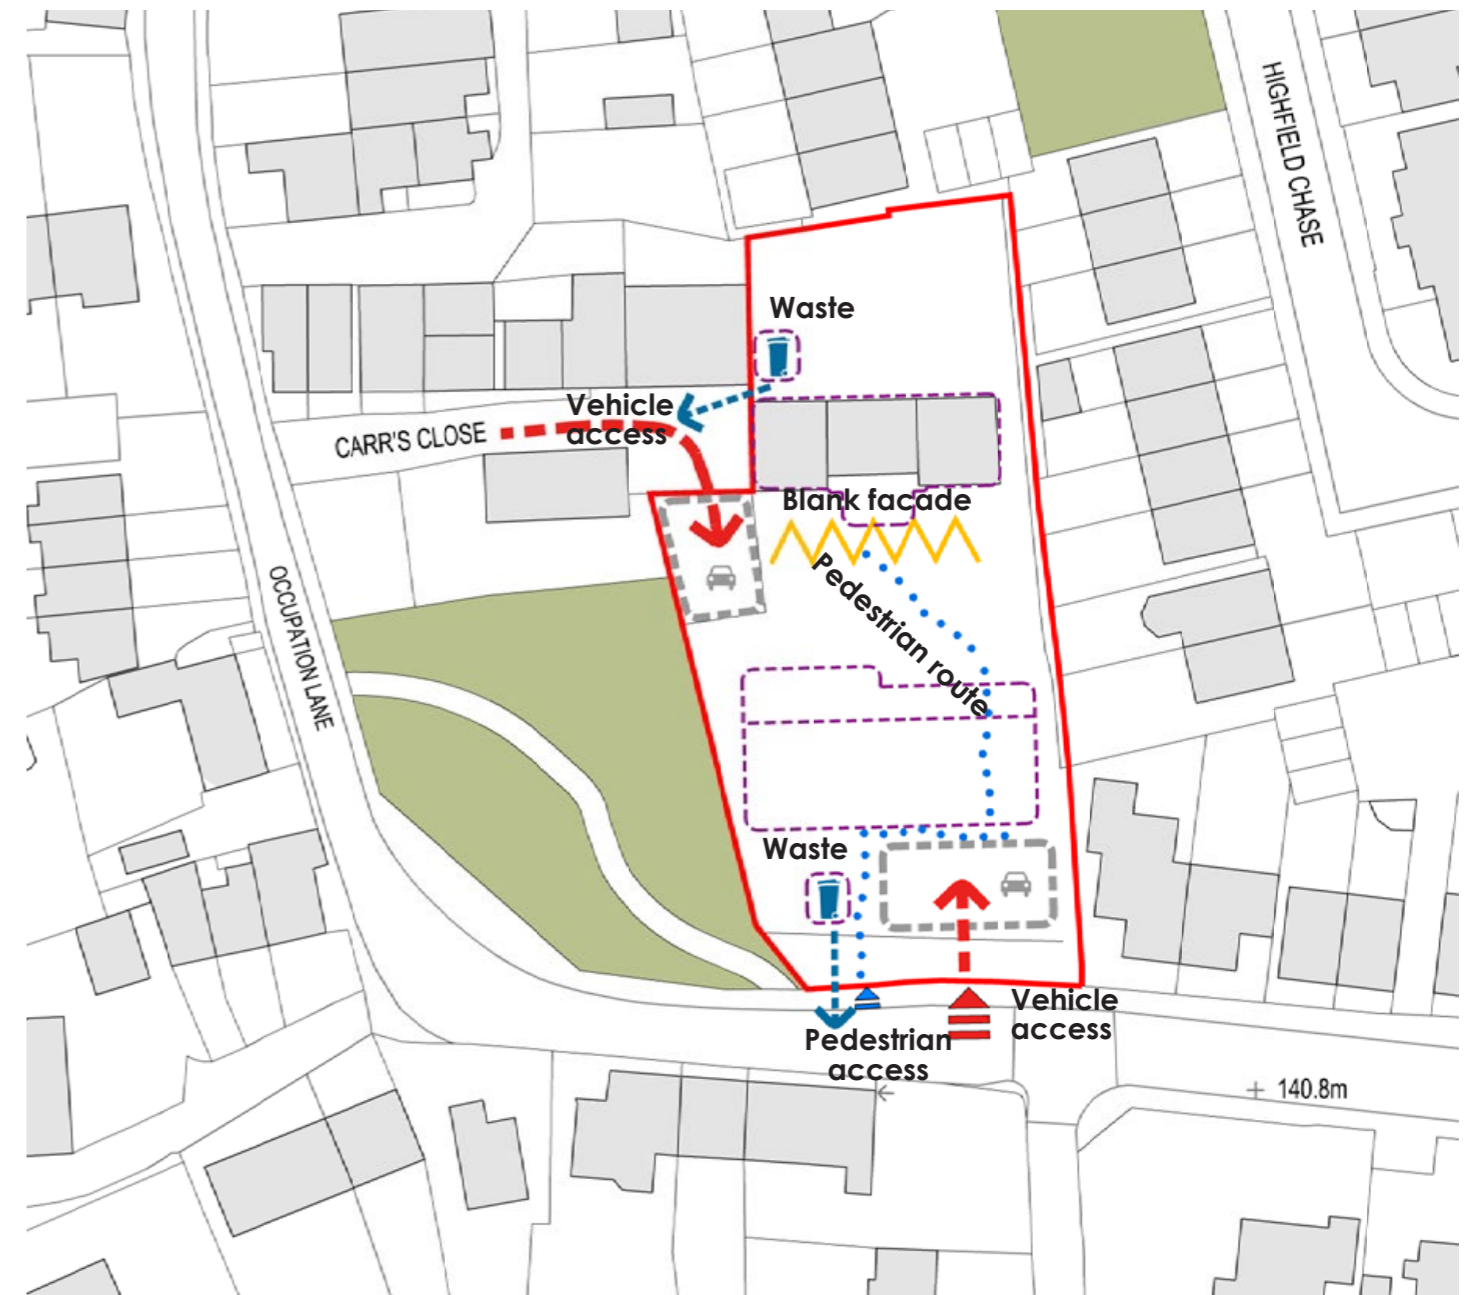 HIGHFIELD CHASE
Waste
Vehicle
access
CARR'S CLOSE
Blank facade
Pedestrian route
OCCUPATION LANE
Waste
Vehicle
access
Pedestrian
access
140.8m